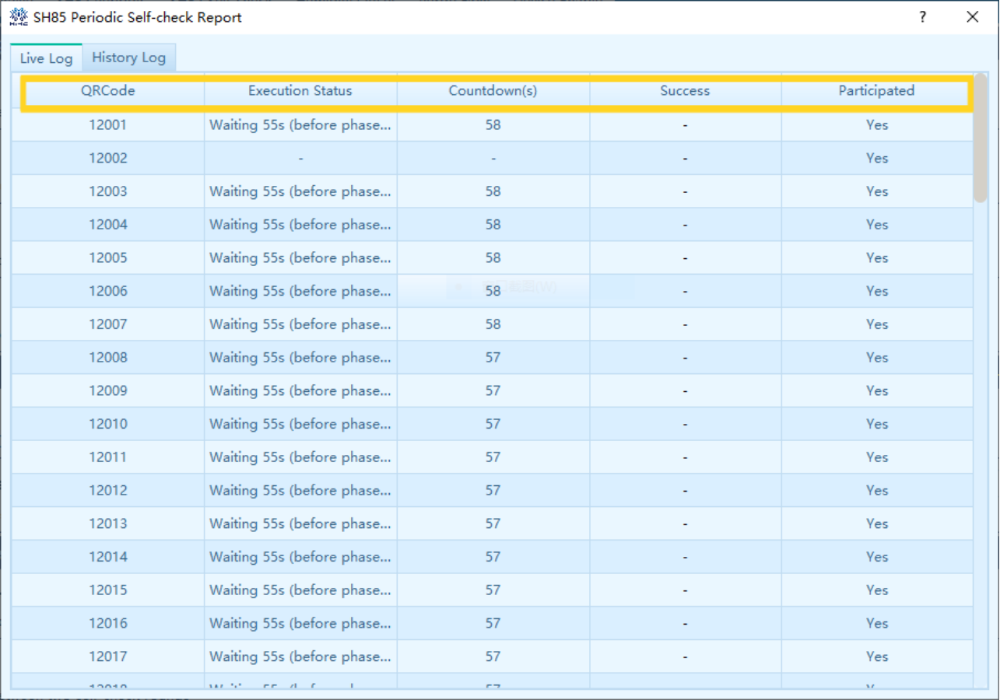 SH85 Periodic Self-check Report ?
Live Log History Log
QRCode Execution Status Countdown(s) Success Participated
12001 Waiting 55s (before phase... 58 - Yes
12002 - - - Yes
12003 Waiting 55s (before phase... 58 - Yes
12004 Waiting 55s (before phase... 58 - Yes
12005 Waiting 55s (before phase... 58 - Yes
12006 Waiting 55s (before phase... 58 - Yes
12007 Waiting 55s (before phase... 58 - Yes
12008 Waiting 55s (before phase... 57 - Yes
12009 Waiting 55s (before phase... 57 - Yes
12010 Waiting 55s (before phase... 57 - Yes
12011 Waiting 55s (before phase... 57 - Yes
12012 Waiting 55s (before phase... 57 - Yes
12013 Waiting 55s (before phase... 57 - Yes
12014 Waiting 55s (before phase... 57 - Yes
12015 Waiting 55s (before phase... 57 - Yes
12016 Waiting 55s (before phase... 57 - Yes
12017 Waiting 55s (before phase... 57 - Yes